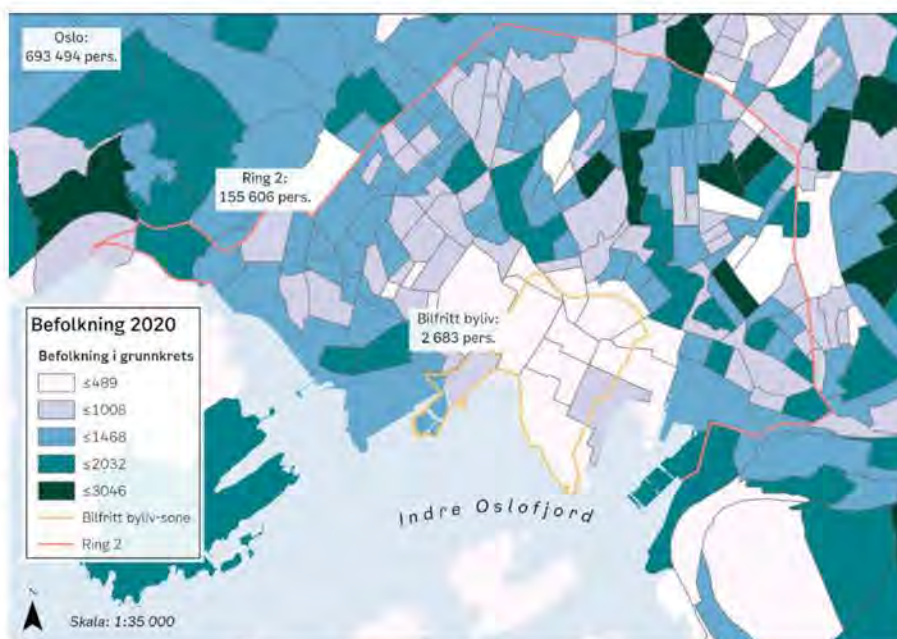 Oslo:
693 494 pers.
Ring 2:
155 606 pers.
Bilfritt byliv:
2 683 pers.
Befolkning 2020
Befolkning i grunnkrets
≤489
≤1008
≤1468
≤2032
≤3046
Bilfritt byliv-sone
Ring 2
Indre Oslofjord
N
Skala: 1:35 000